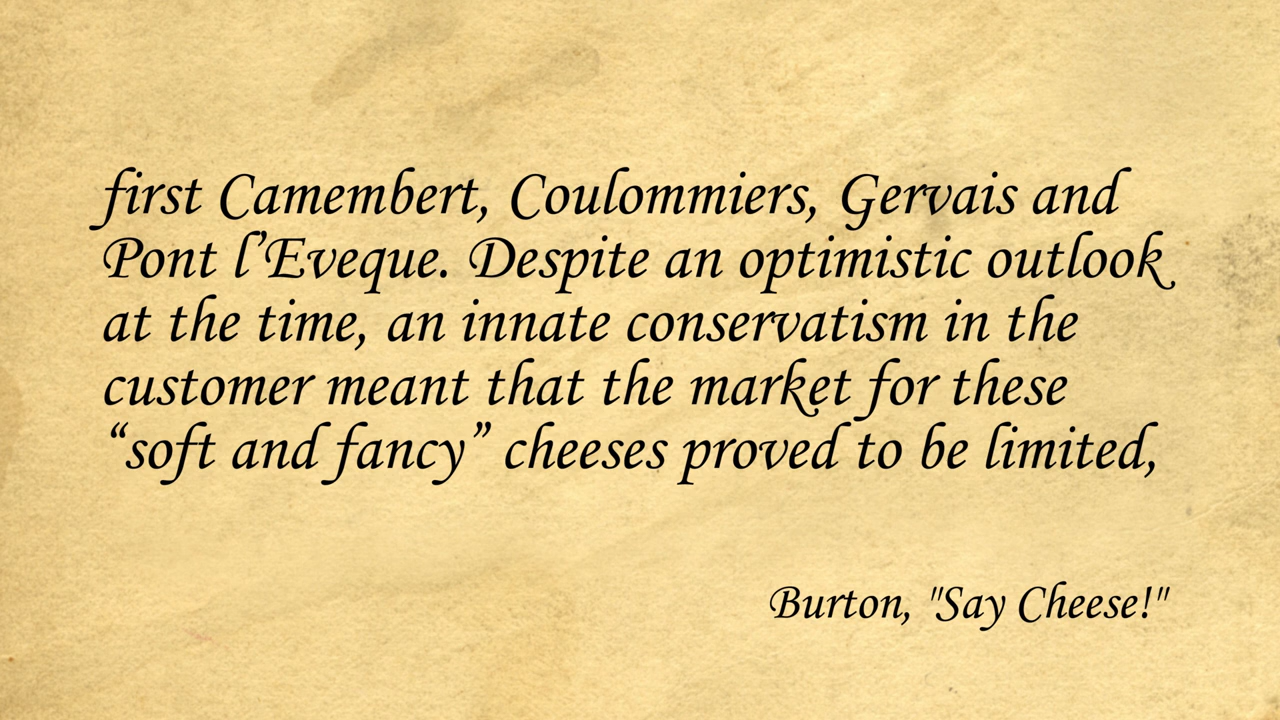 first Camembert, Coulommiers, Gervais and
Pont l’Eveque. Despite an optimistic outlook
at the time, an innate conservatism in the
customer meant that the market for these
“soft and fancy” cheeses proved to be limited,
Burton, "Say Cheese!"